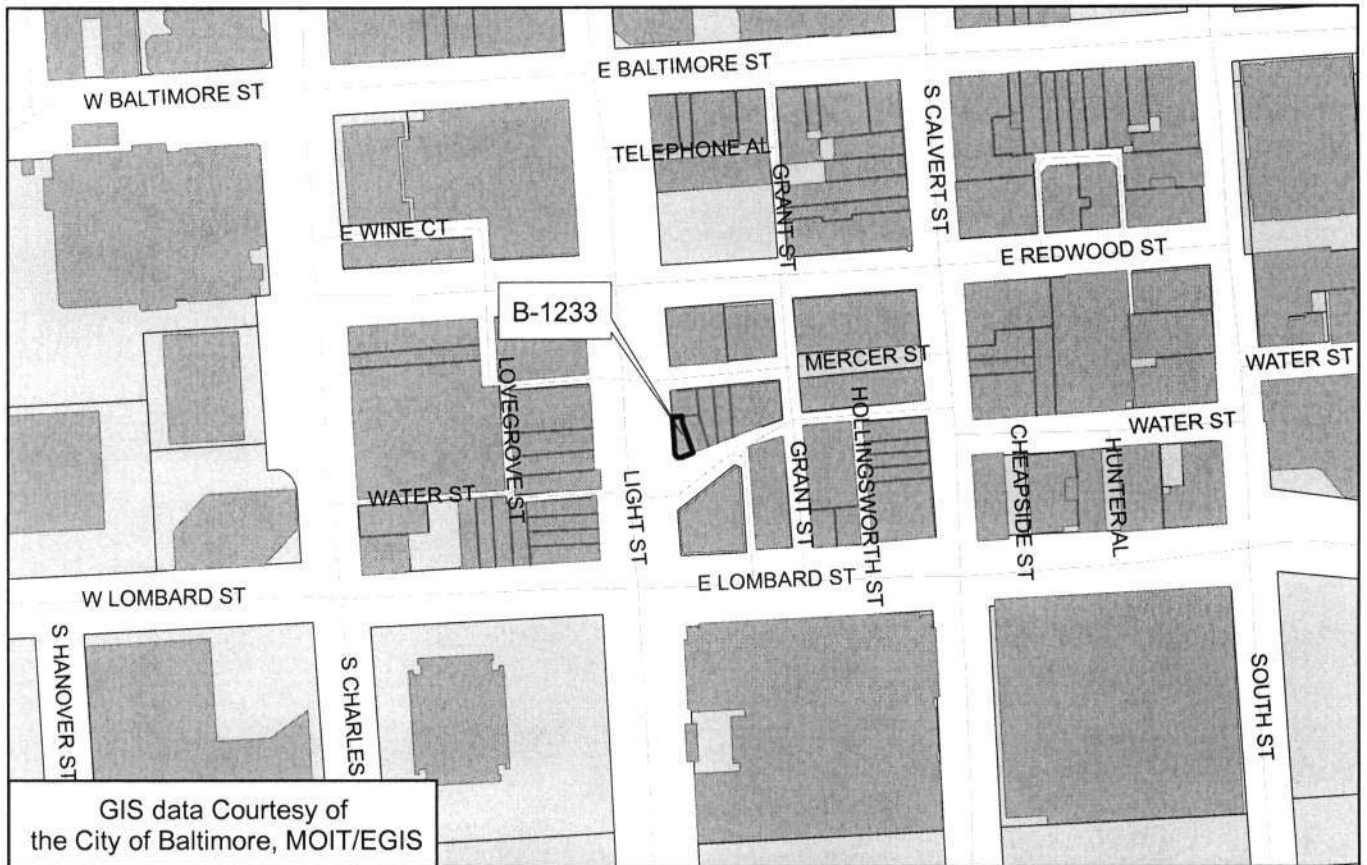 E BALTIMORE ST
W BALTIMORE ST
S CALVERT ST
TELEPHONE AL
GRANT ST
E WINE CT
E REDWOOD ST
B-1233
MERCER ST
WATER ST
LOVEGROVE ST
HOLLINGSWORTH ST
WATER ST
CHEAPSIDE ST
HUNTER AL
LIGHT ST
GRANT ST
WATER ST
E LOMBARD ST
W LOMBARD ST
S HANOVER ST
S CHARLES
SOUTH ST
GIS data Courtesy of
the City of Baltimore, MOIT/EGIS